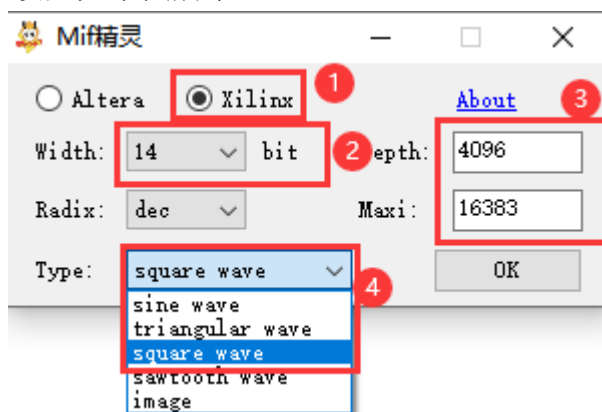 Mif精灵
Altera Xilinx 1 About 3
Width: 14 bit 2 epth: 4096
Radix: dec Maxi: 16383
Type: square wave 4 OK
sine wave
triangular wave
square wave
sawtooth wave
image